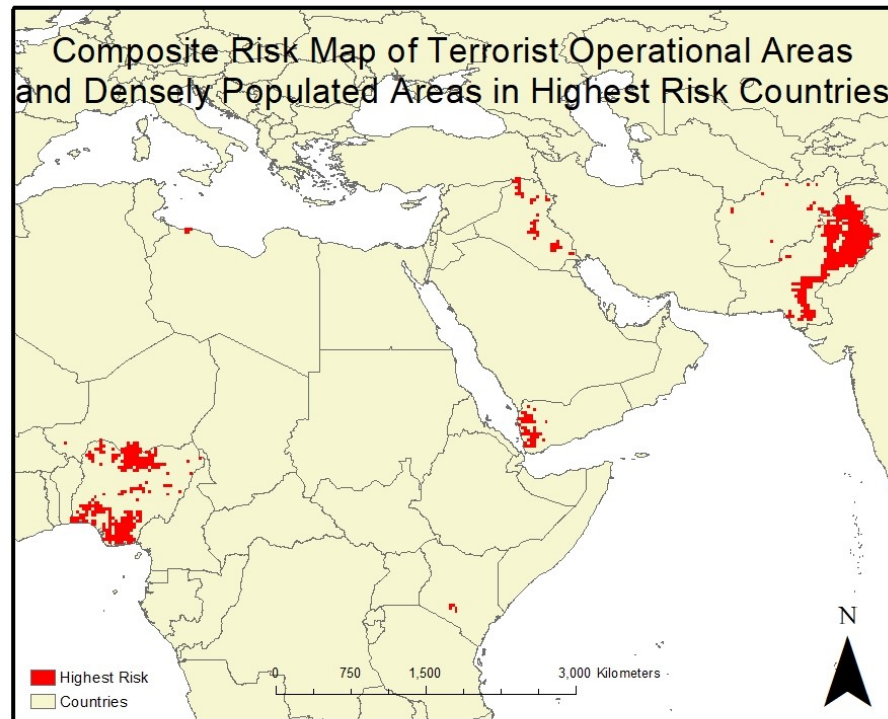 Composite Risk Map of Terrorist Operational Areas
and Densely Populated Areas in Highest Risk Countries
N
Highest Risk
Countries
0 750 1,500 3,000 Kilometers